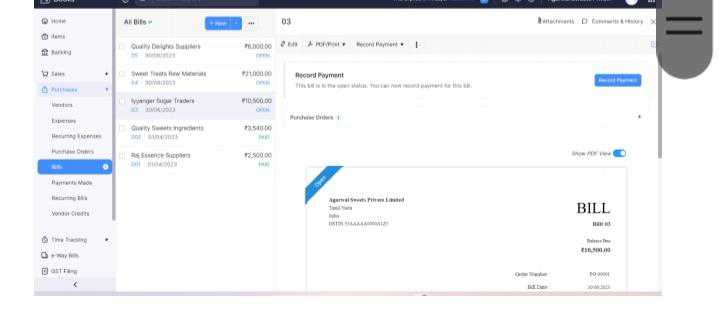 Books
Home
Items
Banking
Sales
Purchases
Vendors
Expenses
Recurring Expenses
Purchase Orders
Bills
Payments Made
Recurring Bills
Vendor Credits
Time Tracking
e-Way Bills
GST Filing
All Bills
+ New
Quality Delights Suppliers ₹6,000.00
05 30/06/2023 OPEN
Sweet Treats Raw Materials ₹21,000.00
04 30/06/2023 OPEN
Iyyanger Sugar Traders ₹10,500.00
03 30/06/2023 OPEN
Quality Sweets Ingredients ₹3,540.00
002 01/04/2023 PAID
Raj Essence Suppliers ₹2,500.00
001 01/04/2023 PAID
03
Attachments Comments & History
Edit PDF/Print Record Payment
Record Payment
This bill is in the open status. You can now record payment for this bill.
Record Payment
Purchase Orders 1
Show PDF View
Open
Agarwal Sweets Private Limited
Tamil Nadu
India
BILL
Bill# 03
Balance Due
₹10,500.00
Order Number : PO-00001
Bill Date : 30/06/2023